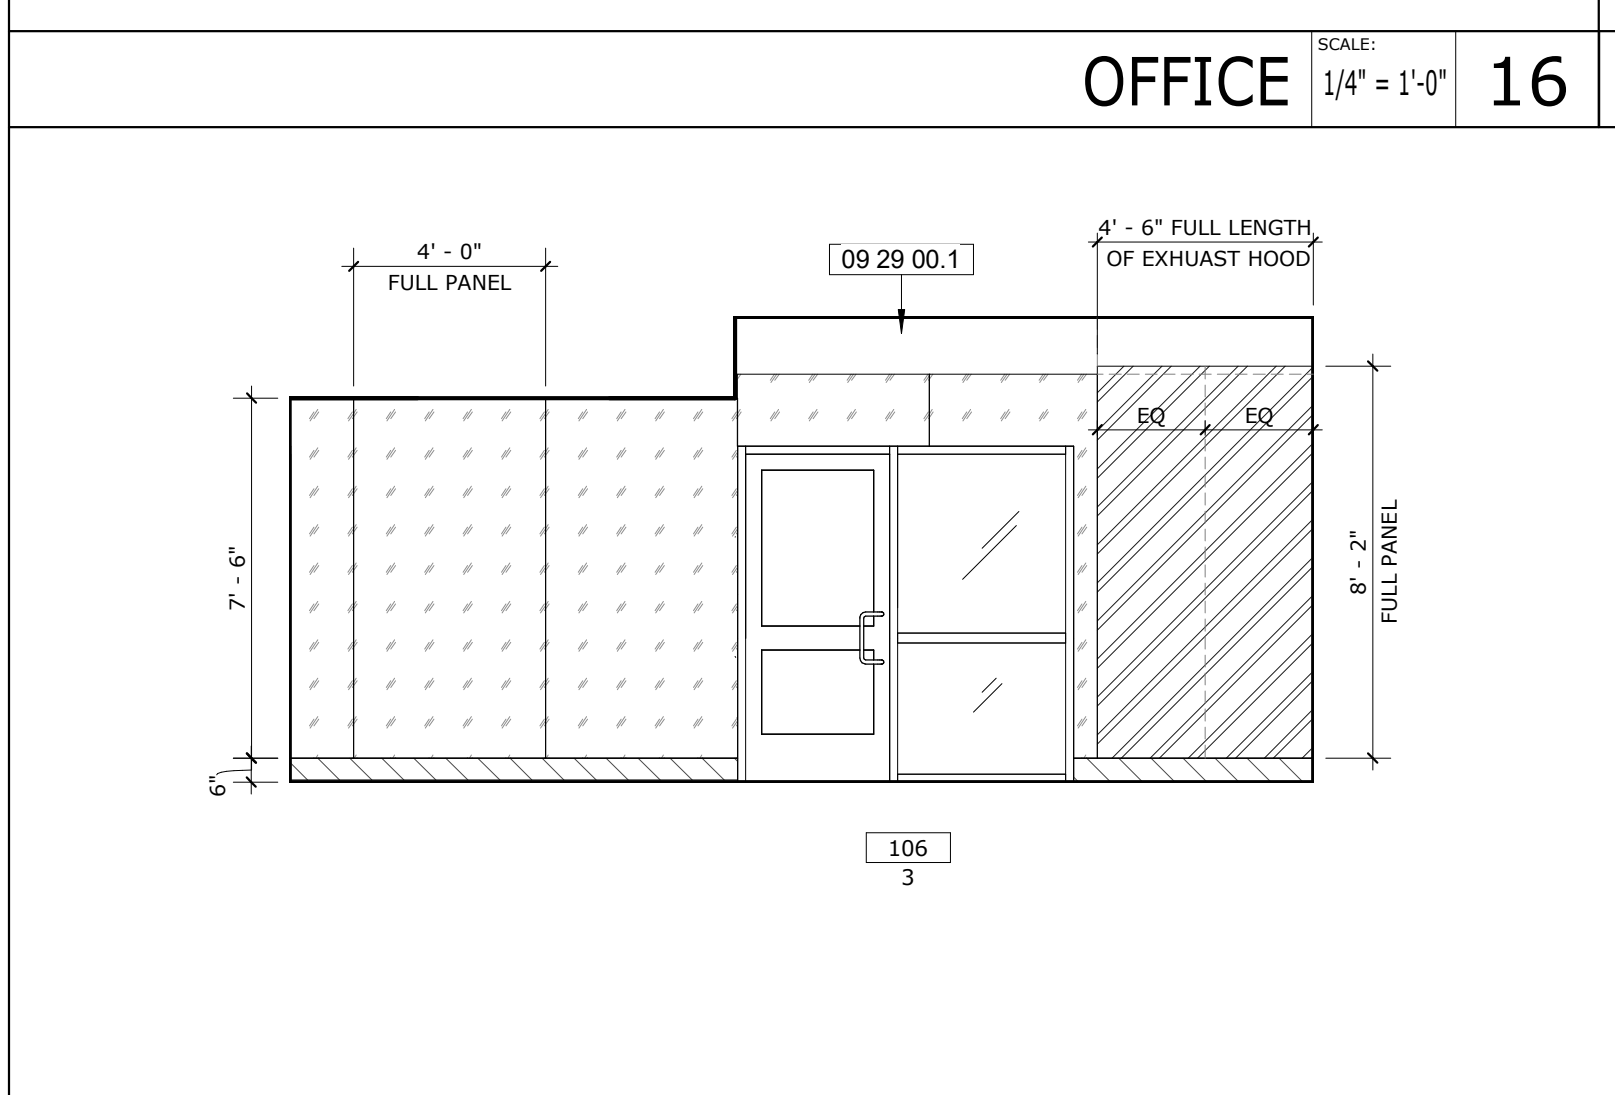 OFFICE
SCALE:
1/4" = 1'-0"
16
4' - 0"
FULL PANEL
09 29 00.1
4' - 6" FULL LENGTH
OF EXHUAST HOOD
EQ
EQ
7' - 6"
8' - 2"
FULL PANEL
6"
106
3